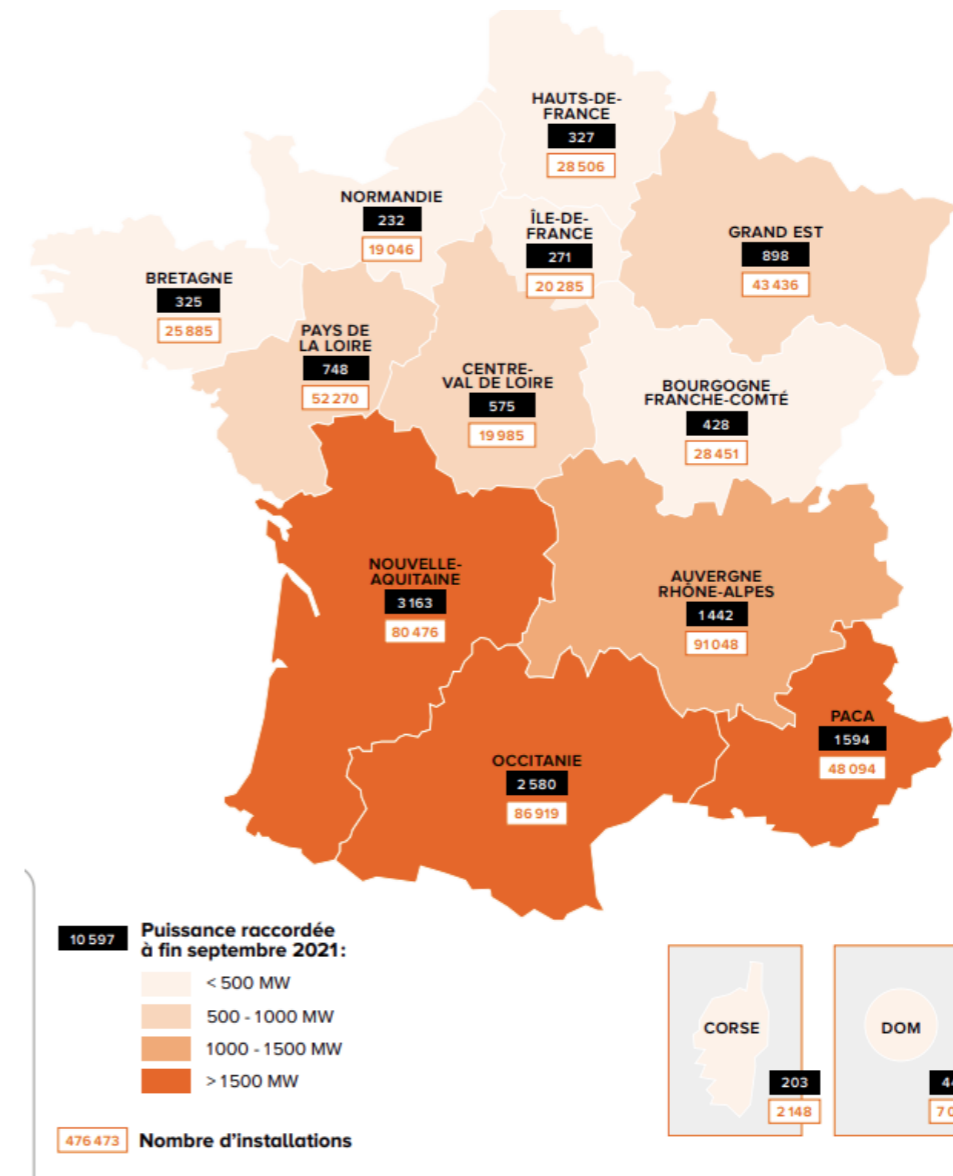 HAUTS-DE-
FRANCE
327
28 506
NORMANDIE
232
19 046
ÎLE-DE-
FRANCE
271
20 285
GRAND EST
898
43 436
BRETAGNE
325
25 885
PAYS DE
LA LOIRE
748
52 270
CENTRE-
VAL DE LOIRE
575
19 985
BOURGOGNE
FRANCHE-COMTÉ
428
28 451
NOUVELLE-
AQUITAINE
3 163
80 476
AUVERGNE
RHÔNE-ALPES
1 442
91 048
PACA
1 594
48 094
OCCITANIE
2 580
86 919
10 597
Puissance raccordée
à fin septembre 2021 :
< 500 MW
500 - 1000 MW
1000 - 1500 MW
> 1500 MW
476 473
Nombre d'installations
CORSE
203
2 148
DOM